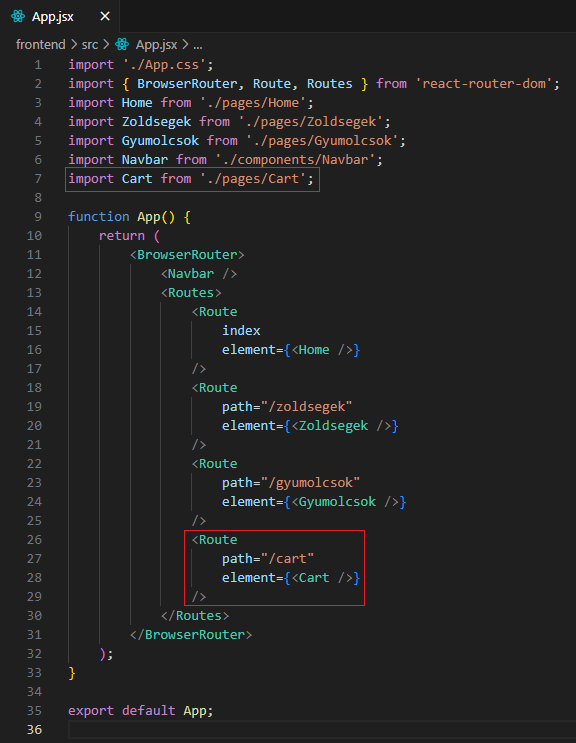 App.jsx ×
frontend > src > App.jsx > ...
1 import './App.css';
2 import { BrowserRouter, Route, Routes } from 'react-router-dom';
3 import Home from './pages/Home';
4 import Zoldsegek from './pages/Zoldsegek';
5 import Gyumolcsok from './pages/Gyumolcsok';
6 import Navbar from './components/Navbar';
7 import Cart from './pages/Cart';
8
9 function App() {
10     return (
11         <BrowserRouter>
12             <Navbar />
13             <Routes>
14                 <Route
15                     index
16                     element={<Home />}
17                 />
18                 <Route
19                     path="/zoldsegek"
20                     element={<Zoldsegek />}
21                 />
22                 <Route
23                     path="/gyumolcsok"
24                     element={<Gyumolcsok />}
25                 />
26                 <Route
27                     path="/cart"
28                     element={<Cart />}
29                 />
30             </Routes>
31         </BrowserRouter>
32     );
33 }
34
35 export default App;
36